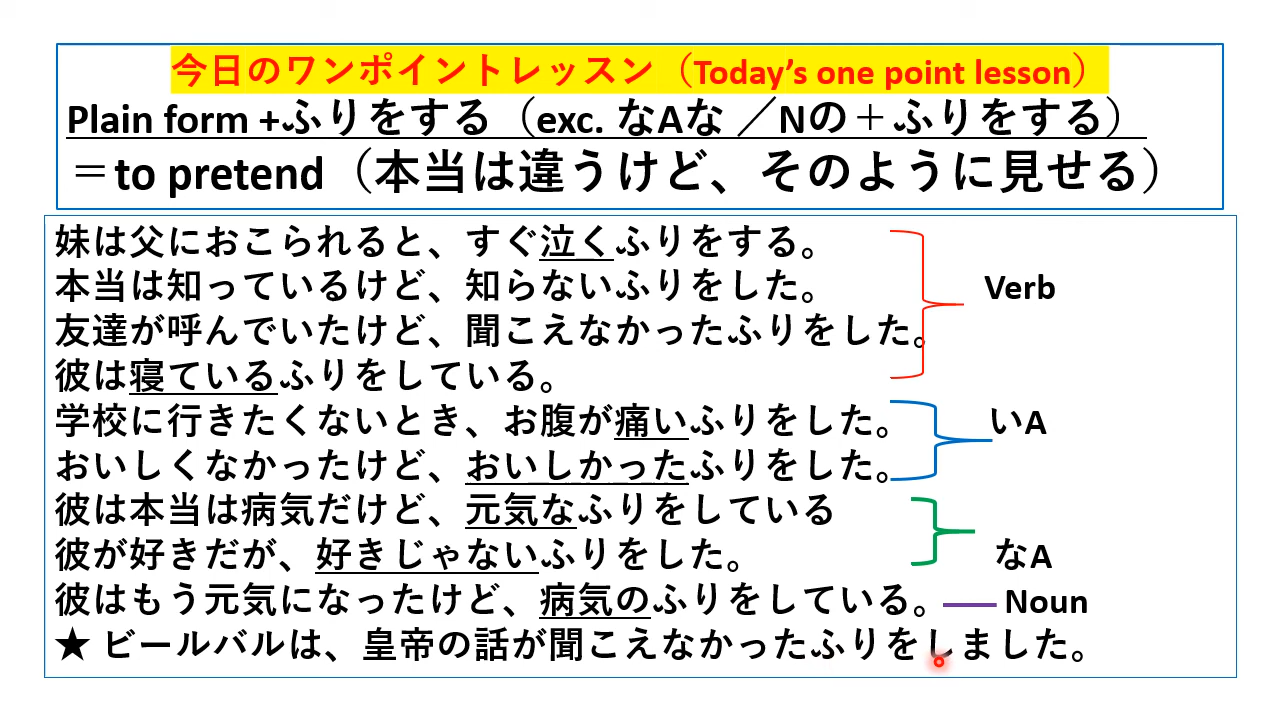 今日のワンポイントレッスン（Today’s one point lesson）
Plain form +ふりをする（exc. なAな ／Nの＋ふりをする）
＝to pretend（本当は違うけど、そのように見せる）
妹は父におこられると、すぐ泣くふりをする。
本当は知っているけど、知らないふりをした。
Verb
友達が呼んでいたけど、聞こえなかったふりをした。
彼は寝ているふりをしている。
学校に行きたくないとき、お腹が痛いふりをした。
いA
おいしくなかったけど、おいしかったふりをした。
彼は本当は病気だけど、元気なふりをしている
彼が好きだが、好きじゃないふりをした。
なA
彼はもう元気になったけど、病気のふりをしている。
Noun
★ ビールバルは、皇帝の話が聞こえなかったふりをしました。